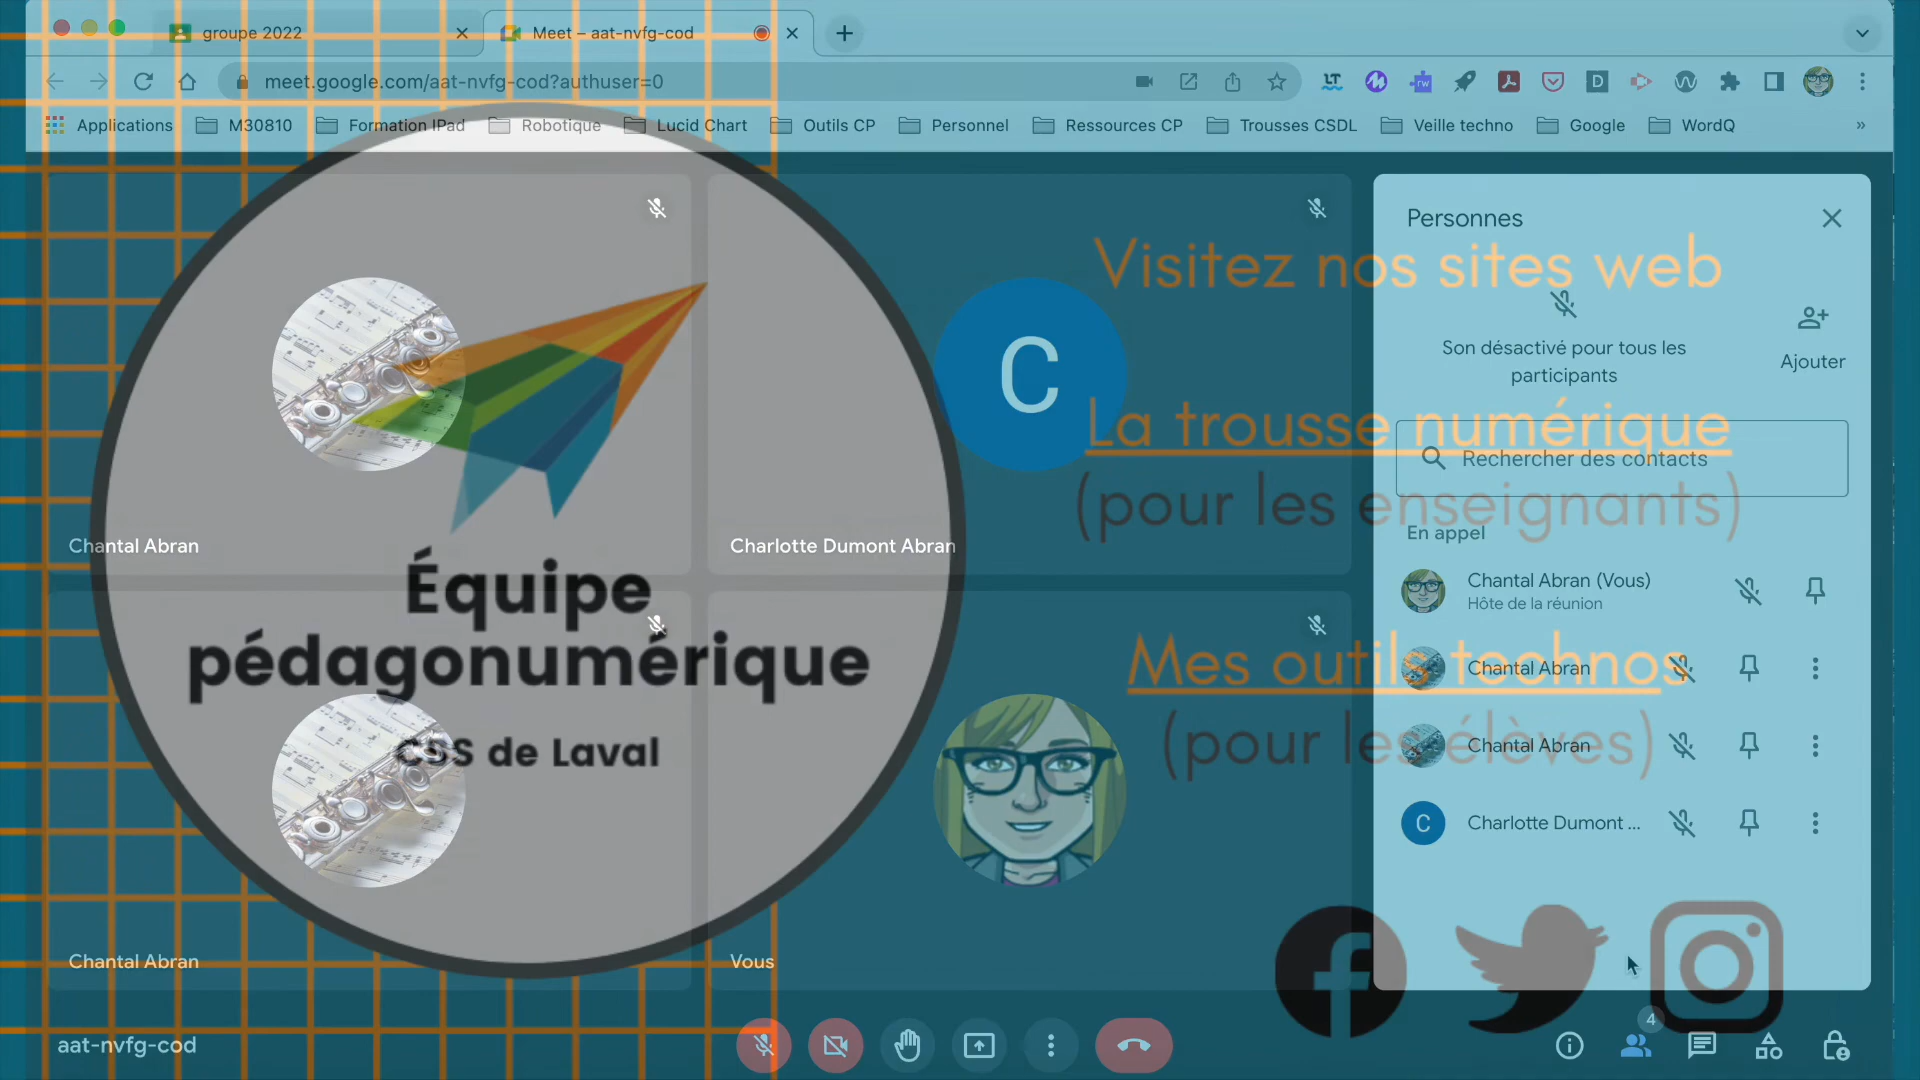 groupe 2022
Meet – aat-nvfg-cod
meet.google.com/aat-nvfg-cod?authuser=0
Applications
M30810
Formation IPad
Robotique
Lucid Chart
Outils CP
Personnel
Ressources CP
Trousses CSDL
Veille techno
Google
WordQ
»
Personnes
Visitez nos sites web
Son désactivé pour tous les
participants
Ajouter
C
La trousse numérique
Rechercher des contacts
(pour les enseignants)
En appel
Chantal Abran
Charlotte Dumont Abran
Équipe
pédagonumérique
CSS de Laval
Chantal Abran (Vous)
Hôte de la réunion
Mes outils technos
Chantal Abran
(pour les élèves)
Chantal Abran
C
Charlotte Dumont ...
Chantal Abran
Vous
aat-nvfg-cod
4